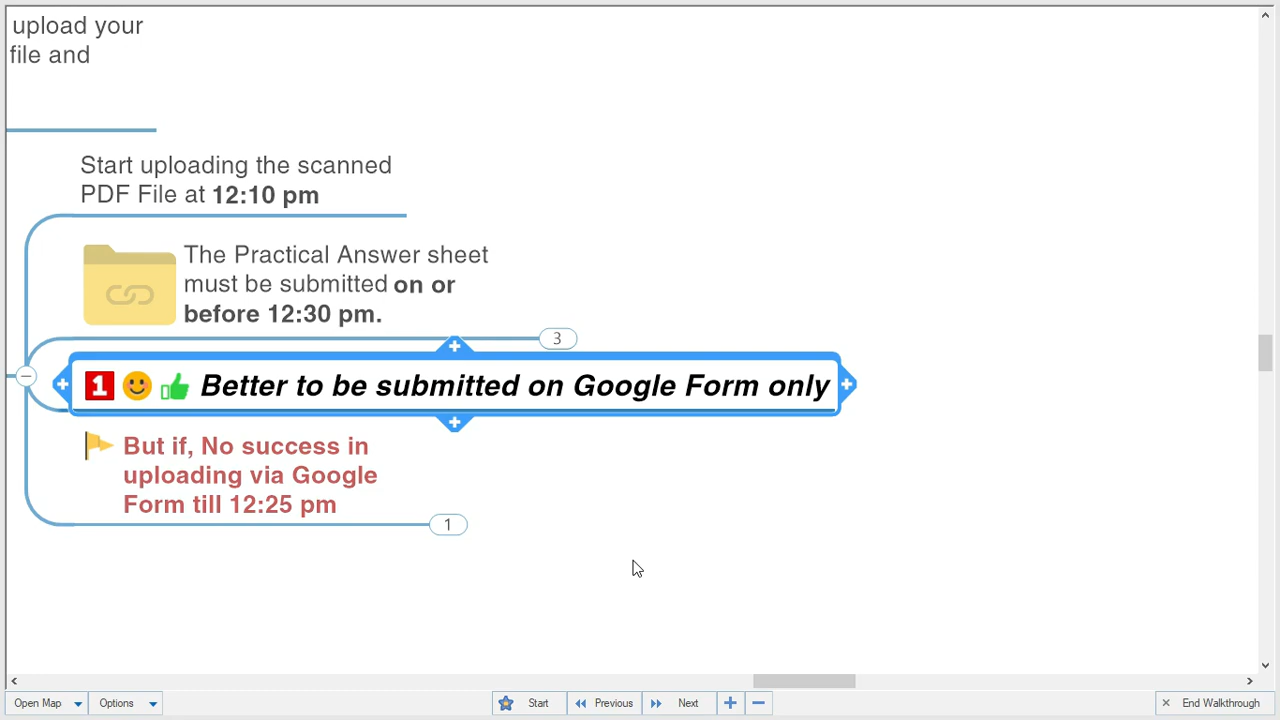 upload your
file and
Start uploading the scanned
PDF File at 12:10 pm
The Practical Answer sheet
must be submitted on or
before 12:30 pm.
3
1 Better to be submitted on Google Form only
But if, No success in
uploading via Google
Form till 12:25 pm
1
Open Map Options Start Previous Next End Walkthrough